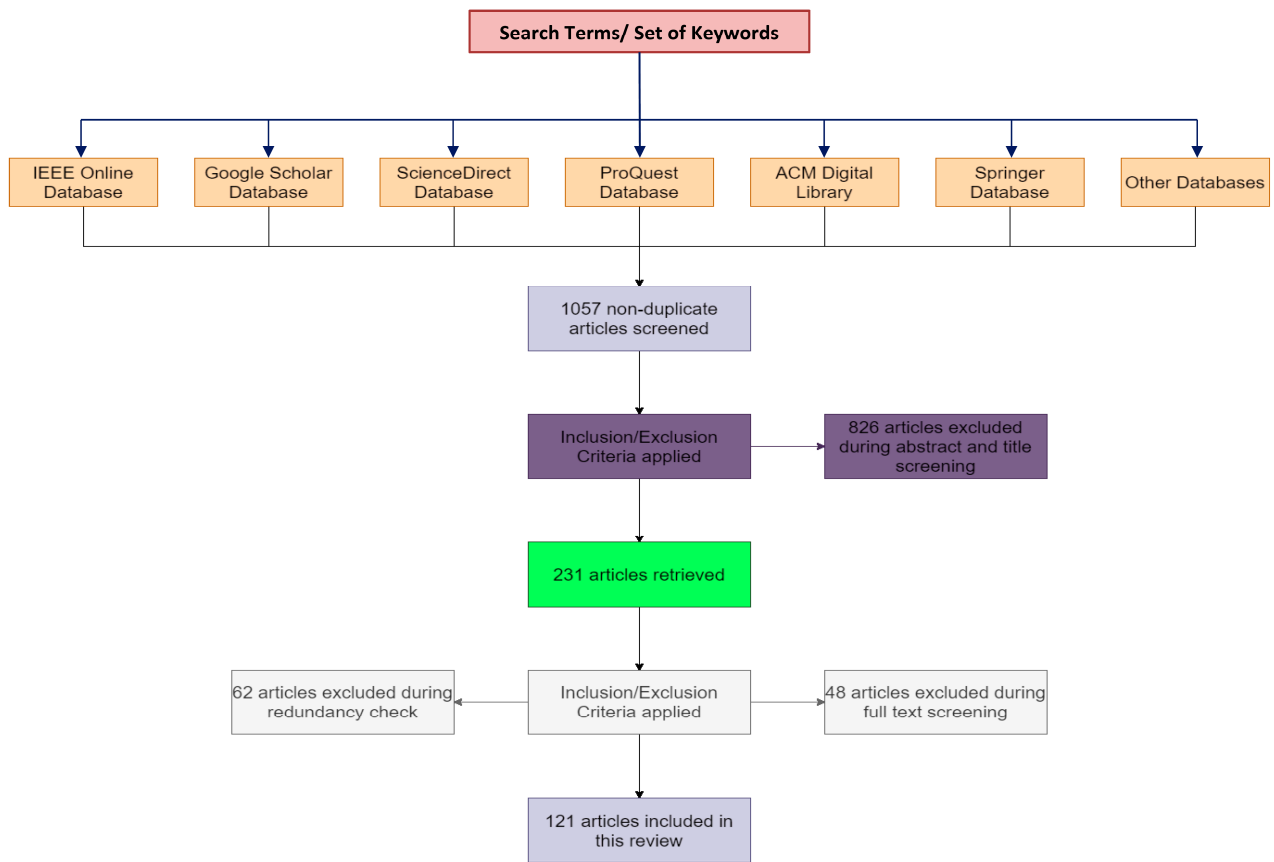 Search Terms/ Set of Keywords
IEEE Online
Database
Google Scholar
Database
ScienceDirect
Database
ProQuest
Database
ACM Digital
Library
Springer
Database
Other Databases
1057 non-duplicate
articles screened
Inclusion/Exclusion
Criteria applied
826 articles excluded
during abstract and title
screening
231 articles retrieved
62 articles excluded during
redundancy check
Inclusion/Exclusion
Criteria applied
48 articles excluded during
full text screening
121 articles included in
this review